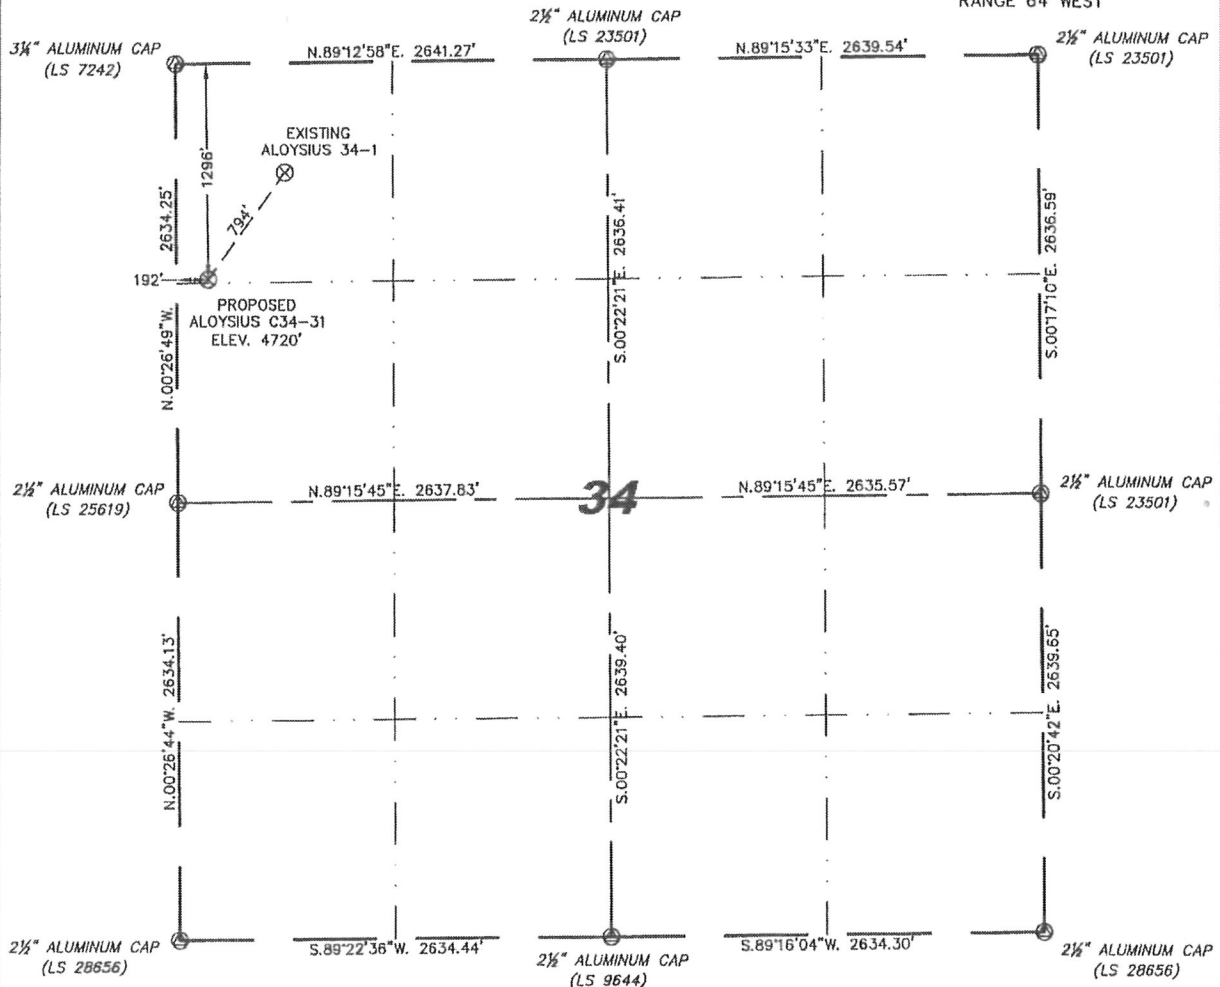 RANGE 64 WEST
2½" ALUMINUM CAP
(LS 23501)
3¼" ALUMINUM CAP
(LS 7242)
N.89°12'58"E. 2641.27'
N.89°15'33"E. 2639.54'
2½" ALUMINUM CAP
(LS 23501)
EXISTING
ALOYSIUS 34-1
1296'
794'
192'
PROPOSED
ALOYSIUS C34-31
ELEV. 4720'
N.00°26'49"W. 2634.25'
S.00°22'21"E. 2636.41'
S.00°17'10"E. 2636.59'
2½" ALUMINUM CAP
(LS 25619)
N.89°15'45"E. 2637.83'
34
N.89°15'45"E. 2635.57'
2½" ALUMINUM CAP
(LS 23501)
N.00°26'44"W. 2634.13'
S.00°22'21"E. 2639.40'
S.00°20'42"E. 2639.65'
2½" ALUMINUM CAP
(LS 28656)
S.89°22'36"W. 2634.44'
2½" ALUMINUM CAP
(LS 9644)
S.89°16'04"W. 2634.30'
2½" ALUMINUM CAP
(LS 28656)